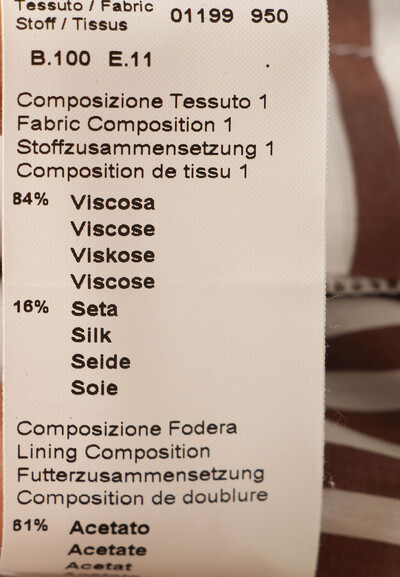 Tessuto / Fabric
Stoff / Tissus
01199 950
B.100 E.11
Composizione Tessuto 1
Fabric Composition 1
Stoffzusammensetzung 1
Composition de tissu 1
84% Viscosa
Viscose
Viskose
Viscose
16% Seta
Silk
Seide
Soie
Composizione Fodera
Lining Composition
Futterzusammensetzung
Composition de doublure
61% Acetato
Acetate
Acetat